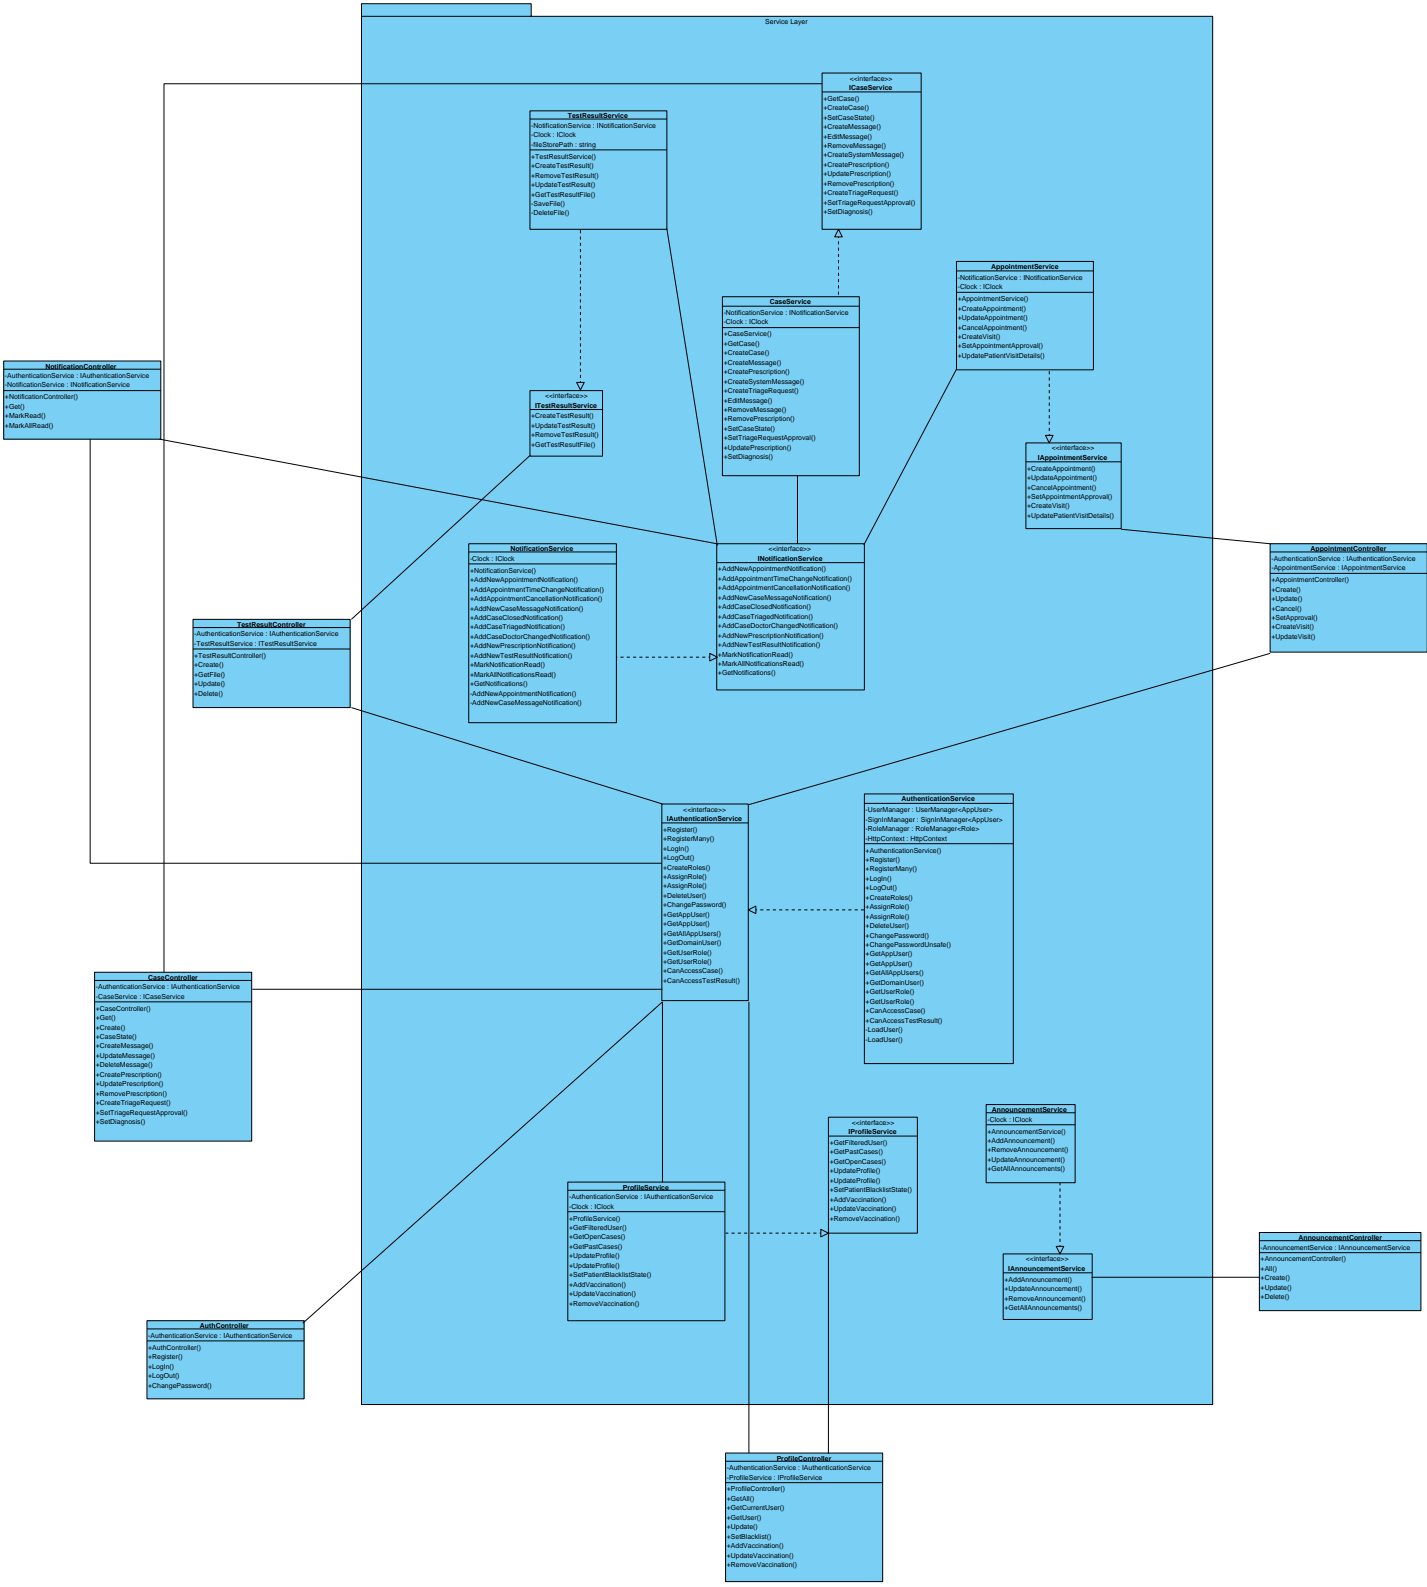 Service Layer
<<interface>>
ICaseService
+GetCase()
+CreateCase()
+SetCaseState()
+CreateMessage()
+EditMessage()
+RemoveMessage()
+CreateSystemMessage()
+CreatePrescription()
+UpdatePrescription()
+RemovePrescription()
+CreateTriageRequest()
+SetTriageRequestApproval()
+SetDiagnosis()
TestResultService
-NotificationService : INotificationService
-Clock : IClock
-fileStorePath : string
+TestResultService()
+CreateTestResult()
+RemoveTestResult()
+UpdateTestResult()
+GetTestResultFile()
-SaveFile()
-DeleteFile()
AppointmentService
-NotificationService : INotificationService
-Clock : IClock
+AppointmentService()
+CreateAppointment()
+UpdateAppointment()
+CancelAppointment()
+CreateVisit()
+SetAppointmentApproval()
+UpdatePatientVisitDetails()
CaseService
-NotificationService : INotificationService
-Clock : IClock
+CaseService()
+GetCase()
+CreateCase()
+CreateMessage()
+CreatePrescription()
+CreateSystemMessage()
+CreateTriageRequest()
+EditMessage()
+RemoveMessage()
+RemovePrescription()
+SetCaseState()
+SetTriageRequestApproval()
+UpdatePrescription()
+SetDiagnosis()
NotificationController
-AuthenticationService : IAuthenticationService
-NotificationService : INotificationService
+NotificationController()
+Get()
+MarkRead()
+MarkAllRead()
<<interface>>
ITestResultService
+CreateTestResult()
+UpdateTestResult()
+RemoveTestResult()
+GetTestResultFile()
<<interface>>
IAppointmentService
+CreateAppointment()
+UpdateAppointment()
+CancelAppointment()
+SetAppointmentApproval()
+CreateVisit()
+UpdatePatientVisitDetails()
NotificationService
-Clock : IClock
+NotificationService()
+AddNewAppointmentNotification()
+AddAppointmentTimeChangeNotification()
+AddAppointmentCancellationNotification()
+AddNewCaseMessageNotification()
+AddCaseClosedNotification()
+AddCaseTriagedNotification()
+AddCaseDoctorChangedNotification()
+AddNewPrescriptionNotification()
+AddNewTestResultNotification()
+MarkNotificationRead()
+MarkAllNotificationsRead()
+GetNotifications()
-AddNewAppointmentNotification()
-AddNewCaseMessageNotification()
<<interface>>
INotificationService
+AddNewAppointmentNotification()
+AddAppointmentTimeChangeNotification()
+AddAppointmentCancellationNotification()
+AddNewCaseMessageNotification()
+AddCaseClosedNotification()
+AddCaseTriagedNotification()
+AddCaseDoctorChangedNotification()
+AddNewPrescriptionNotification()
+AddNewTestResultNotification()
+MarkNotificationRead()
+MarkAllNotificationsRead()
+GetNotifications()
AppointmentController
-AuthenticationService : IAuthenticationService
-AppointmentService : IAppointmentService
+AppointmentController()
+Create()
+Update()
+Cancel()
+SetApproval()
+CreateVisit()
+UpdateVisit()
TestResultController
-AuthenticationService : IAuthenticationService
-TestResultService : ITestResultService
+TestResultController()
+Create()
+GetFile()
+Update()
+Delete()
<<interface>>
IAuthenticationService
+Register()
+RegisterMany()
+LogIn()
+LogOut()
+CreateRoles()
+AssignRole()
+AssignRole()
+DeleteUser()
+ChangePassword()
+GetAppUser()
+GetAppUser()
+GetAllAppUsers()
+GetDomainUser()
+GetUserRole()
+GetUserRole()
+CanAccessCase()
+CanAccessTestResult()
AuthenticationService
-UserManager : UserManager<AppUser>
-SignInManager : SignInManager<AppUser>
-RoleManager : RoleManager<Role>
-HttpContext : HttpContext
+AuthenticationService()
+Register()
+RegisterMany()
+LogIn()
+LogOut()
+CreateRoles()
+AssignRole()
+AssignRole()
+DeleteUser()
+ChangePassword()
+ChangePasswordUnsafe()
+GetAppUser()
+GetAppUser()
+GetAllAppUsers()
+GetDomainUser()
+GetUserRole()
+GetUserRole()
+CanAccessCase()
+CanAccessTestResult()
-LoadUser()
-LoadUser()
CaseController
-AuthenticationService : IAuthenticationService
-CaseService : ICaseService
+CaseController()
+Get()
+Create()
+CaseState()
+CreateMessage()
+UpdateMessage()
+DeleteMessage()
+CreatePrescription()
+UpdatePrescription()
+RemovePrescription()
+CreateTriageRequest()
+SetTriageRequestApproval()
+SetDiagnosis()
<<interface>>
IProfileService
+GetFilteredUser()
+GetPastCases()
+GetOpenCases()
+UpdateProfile()
+UpdateProfile()
+SetPatientBlacklistState()
+AddVaccination()
+UpdateVaccination()
+RemoveVaccination()
AnnouncementService
-Clock : IClock
+AnnouncementService()
+AddAnnouncement()
+RemoveAnnouncement()
+UpdateAnnouncement()
+GetAllAnnouncements()
ProfileService
-AuthenticationService : IAuthenticationService
-Clock : IClock
+ProfileService()
+GetFilteredUser()
+GetOpenCases()
+GetPastCases()
+UpdateProfile()
+UpdateProfile()
+SetPatientBlacklistState()
+AddVaccination()
+UpdateVaccination()
+RemoveVaccination()
<<interface>>
IAnnouncementService
+AddAnnouncement()
+UpdateAnnouncement()
+RemoveAnnouncement()
+GetAllAnnouncements()
AnnouncementController
-AnnouncementService : IAnnouncementService
+AnnouncementController()
+All()
+Create()
+Update()
+Delete()
AuthController
-AuthenticationService : IAuthenticationService
+AuthController()
+Register()
+LogIn()
+LogOut()
+ChangePassword()
ProfileController
-AuthenticationService : IAuthenticationService
-ProfileService : IProfileService
+ProfileController()
+GetAll()
+GetCurrentUser()
+GetUser()
+Update()
+SetBlacklist()
+AddVaccination()
+UpdateVaccination()
+RemoveVaccination()